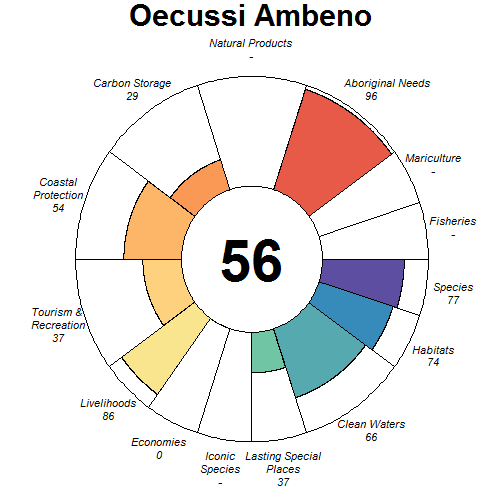 Oecussi Ambeno
Natural Products
-
Carbon Storage
29
Aboriginal Needs
96
Mariculture
-
Coastal
Protection
54
Fisheries
-
56
Species
77
Tourism &
Recreation
37
Habitats
74
Livelihoods
86
Clean Waters
66
Economies
0
Iconic
Species
-
Lasting Special
Places
37